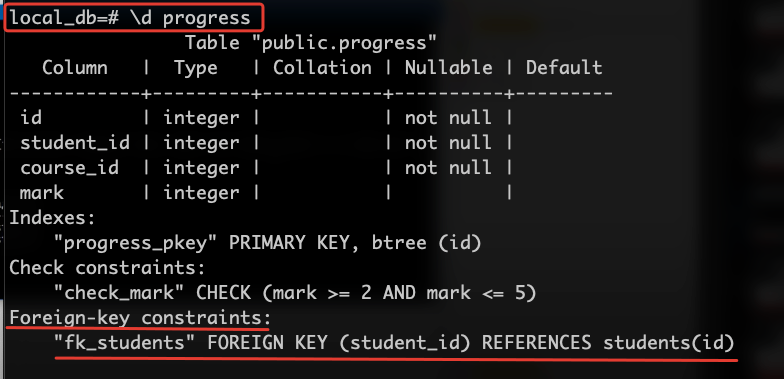 local_db=# \d progress
Table "public.progress"
Column | Type | Collation | Nullable | Default
------------+---------+-----------+----------+---------
id | integer | | not null |
student_id | integer | | not null |
course_id | integer | | not null |
mark | integer | | |
Indexes:
"progress_pkey" PRIMARY KEY, btree (id)
Check constraints:
"check_mark" CHECK (mark >= 2 AND mark <= 5)
Foreign-key constraints:
"fk_students" FOREIGN KEY (student_id) REFERENCES students(id)